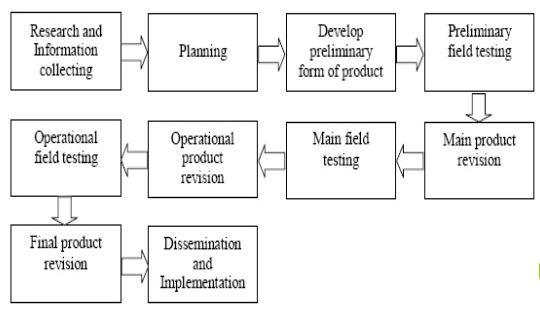 Research and
Information
collecting
Planning
Develop
preliminary
form of product
Preliminary
field testing
Main product
revision
Main field
testing
Operational
product
revision
Operational
field testing
Final product
revision
Dissemination
and
Implementation